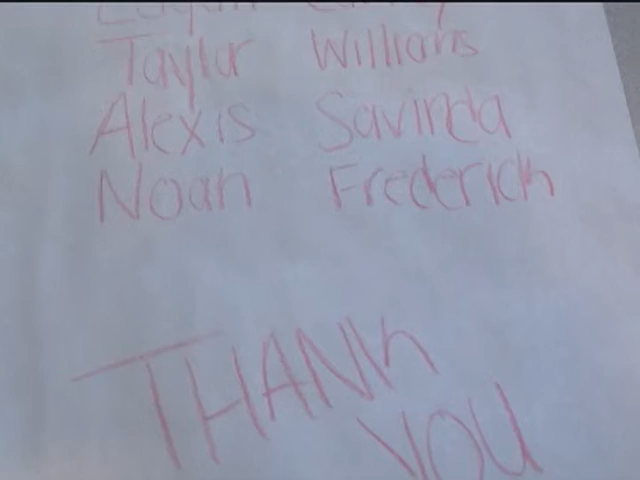 Taylor Williams
Alexis Savinda
Noah Frederich
THANK
YOU